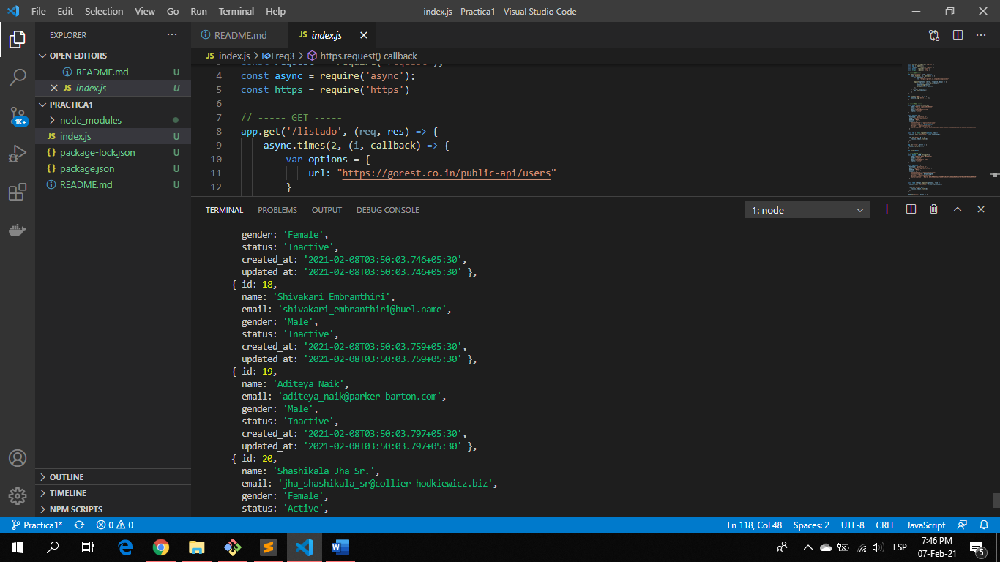 File Edit Selection View Go Run Terminal Help index.js - Practica1 - Visual Studio Code
EXPLORER
README.md index.js
OPEN EDITORS
README.md U
index.js U
PRACTICA1
node_modules
index.js U
package-lock.json U
package.json U
README.md U
OUTLINE
TIMELINE
NPM SCRIPTS
1K+
index.js > req3 > https.request() callback
3 const request = require('request');
4 const async = require('async');
5 const https = require('https')
6
7 // ----- GET -----
8 app.get('/listado', (req, res) => {
9 async.times(2, (i, callback) => {
10 var options = {
11 url: "https://gorest.co.in/public-api/users"
12 }
TERMINAL PROBLEMS OUTPUT DEBUG CONSOLE 1: node
gender: 'Female',
status: 'Inactive',
created_at: '2021-02-08T03:50:03.746+05:30',
updated_at: '2021-02-08T03:50:03.746+05:30' },
{ id: 18,
name: 'Shivakari Embranthiri',
email: 'shivakari_embranthiri@huel.name',
gender: 'Male',
status: 'Inactive',
created_at: '2021-02-08T03:50:03.759+05:30',
updated_at: '2021-02-08T03:50:03.759+05:30' },
{ id: 19,
name: 'Aditeya Naik',
email: 'aditeya_naik@parker-barton.com',
gender: 'Male',
status: 'Inactive',
created_at: '2021-02-08T03:50:03.797+05:30',
updated_at: '2021-02-08T03:50:03.797+05:30' },
{ id: 20,
name: 'Shashikala Jha Sr.',
email: 'jha_shashikala_sr@collier-hodkiewicz.biz',
gender: 'Female',
status: 'Active',
Practica1* 0 0 Ln 118, Col 48 Spaces: 2 UTF-8 CRLF JavaScript
ESP 7:46 PM
07-Feb-21 5